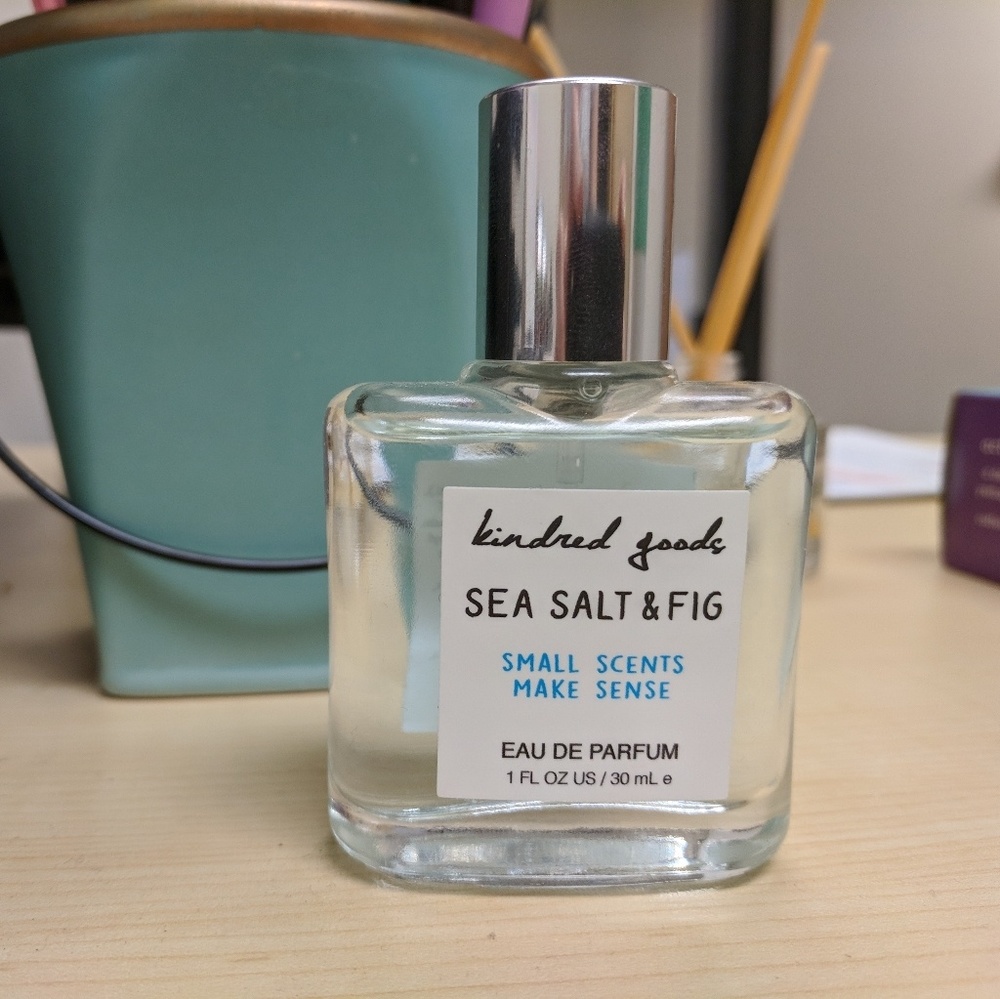 kindred goods
SEA SALT & FIG
SMALL SCENTS
MAKE SENSE
EAU DE PARFUM
1 FL OZ US / 30 mL e